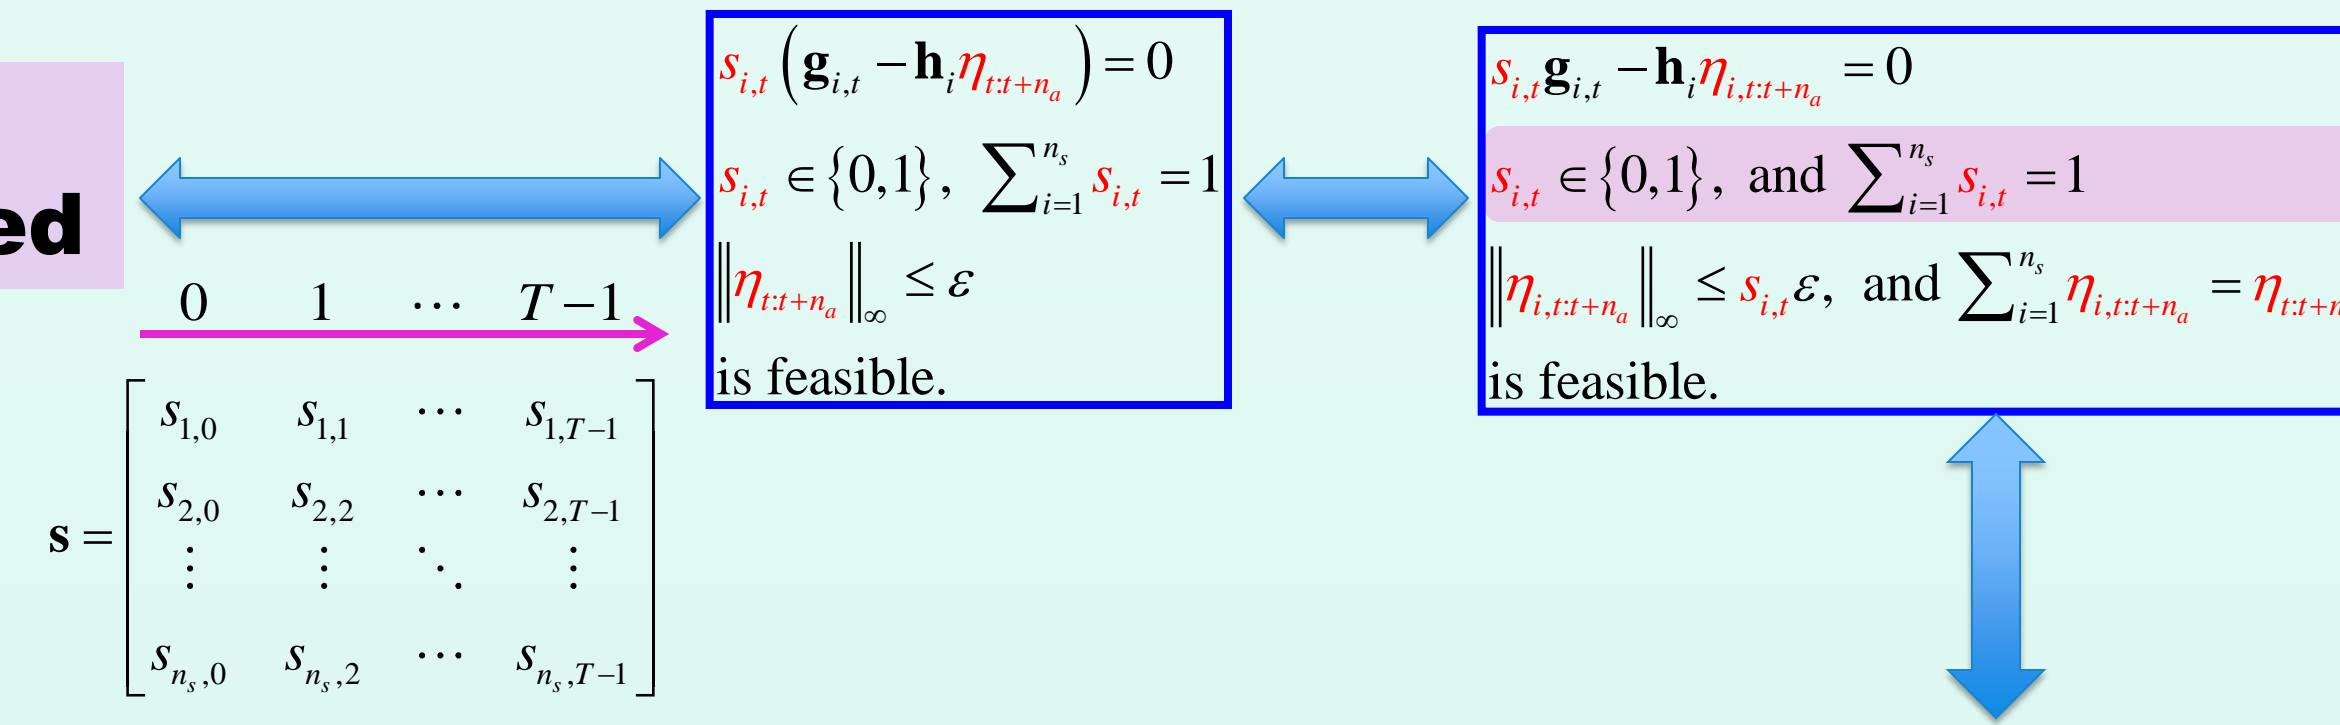 ed
0 1 ⋯ T−1
s = [ s_{1,0} s_{1,1} ⋯ s_{1,T−1}
s_{2,0} s_{2,2} ⋯ s_{2,T−1}
⋮ ⋮ ⋱ ⋮
s_{n_s,0} s_{n_s,2} ⋯ s_{n_s,T−1} ]
s_{i,t} (g_{i,t} − h_i η_{t:t+n_a}) = 0
s_{i,t} ∈ {0,1}, ∑_{i=1}^{n_s} s_{i,t} = 1
‖η_{t:t+n_a}‖_∞ ≤ ε
is feasible.
s_{i,t} g_{i,t} − h_i η_{i,t:t+n_a} = 0
s_{i,t} ∈ {0,1}, and ∑_{i=1}^{n_s} s_{i,t} = 1
‖η_{i,t:t+n_a}‖_∞ ≤ s_{i,t} ε, and ∑_{i=1}^{n_s} η_{i,t:t+n_a} = η_{t:t+n
is feasible.